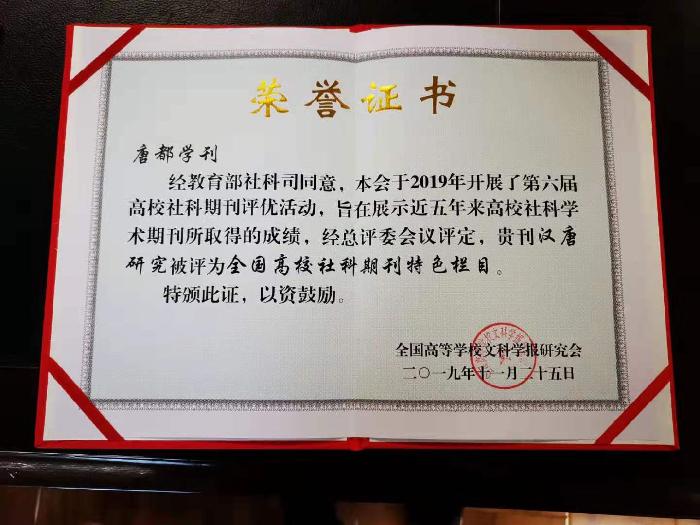 荣誉证书
唐都学刊
经教育部社科司同意，本会于2019年开展了第六届
高校社科期刊评优活动，旨在展示近五年来高校社科学
术期刊所取得的成绩，经总评委会议评定，贵刊汉唐
研究被评为全国高校社科期刊特色栏目。
特颁此证，以资鼓励。
全国高等学校文科学报研究会
二〇一九年十一月二十五日